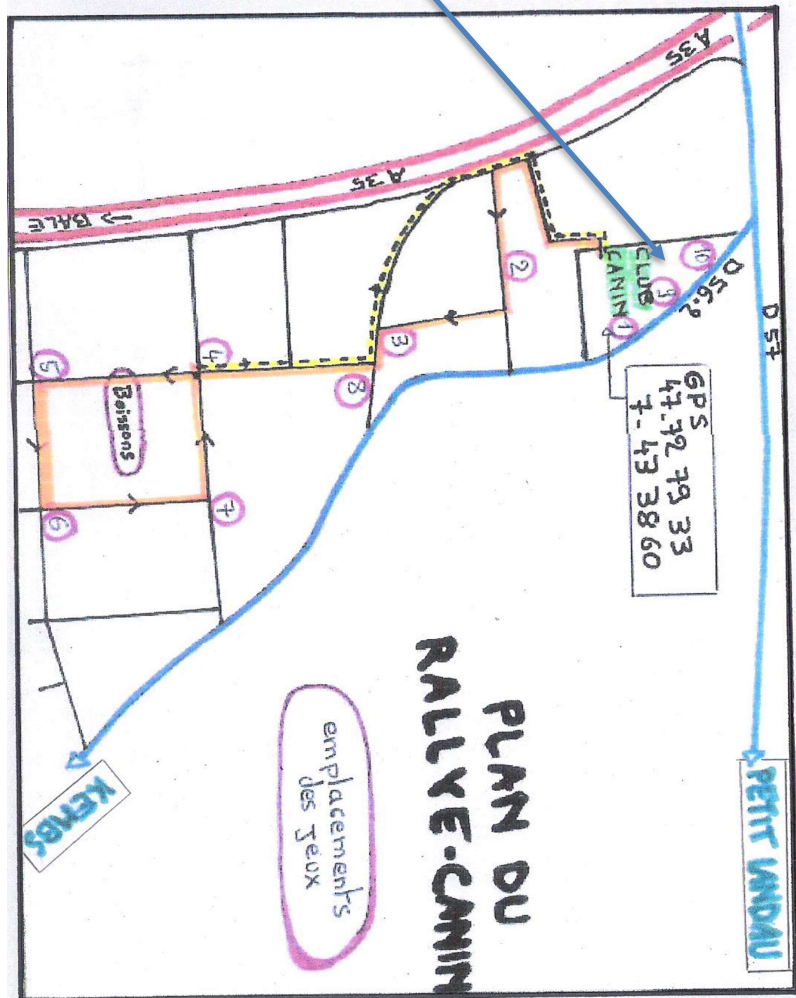 PETIT LANDAU
D 57
A35
D 56.2
10
9
CLUB
CANIN
1
GPS
47.72 79 33
7.43 38 60
PLAN DU
RALLYE-CANIN
2
A 35
3
8
emplacements
des Jeux
4
7
Boissons
→ BALE
5
6
KEMBS